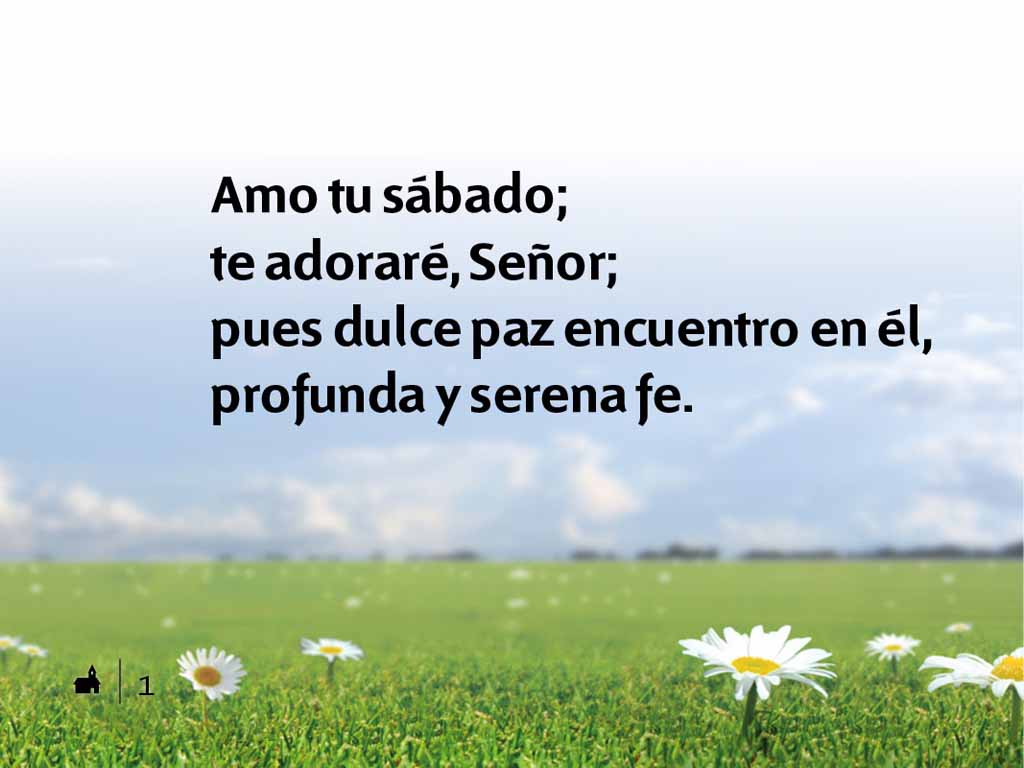 Amo tu sábado;
te adoraré, Señor;
pues dulce paz encuentro en él,
profunda y serena fe.
1